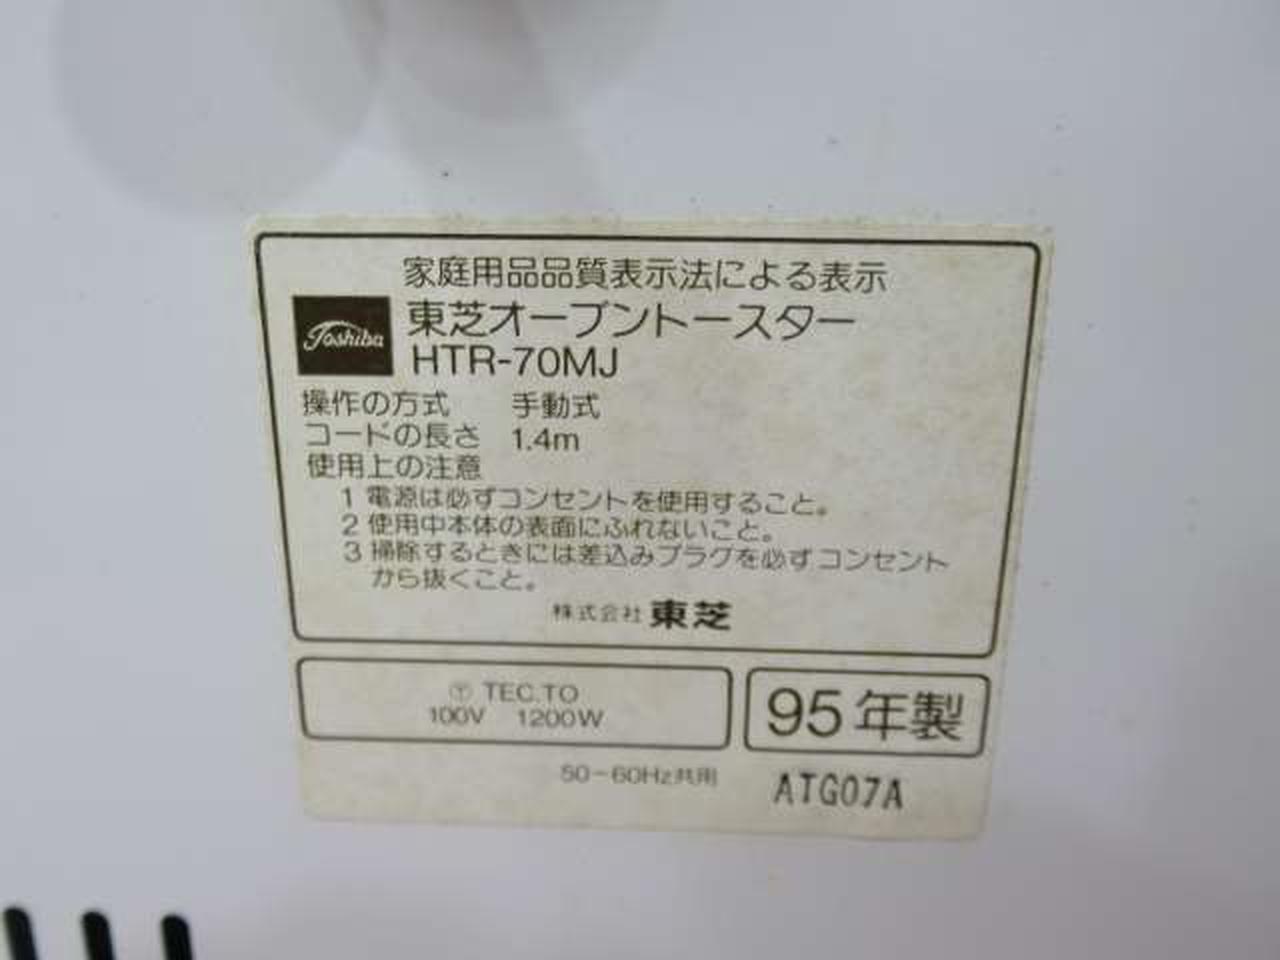 家庭用品品質表示法による表示
Toshiba
東芝オーブントースター
HTR-70MJ
操作の方式 手動式
コードの長さ 1.4m
使用上の注意
1 電源は必ずコンセントを使用すること。
2 使用中本体の表面にふれないこと。
3 掃除するときには差込みプラグを必ずコンセント
から抜くこと。
株式会社 東芝
Ⓣ TEC.TO
100V 1200W
95年製
50-60Hz共用
ATG07A